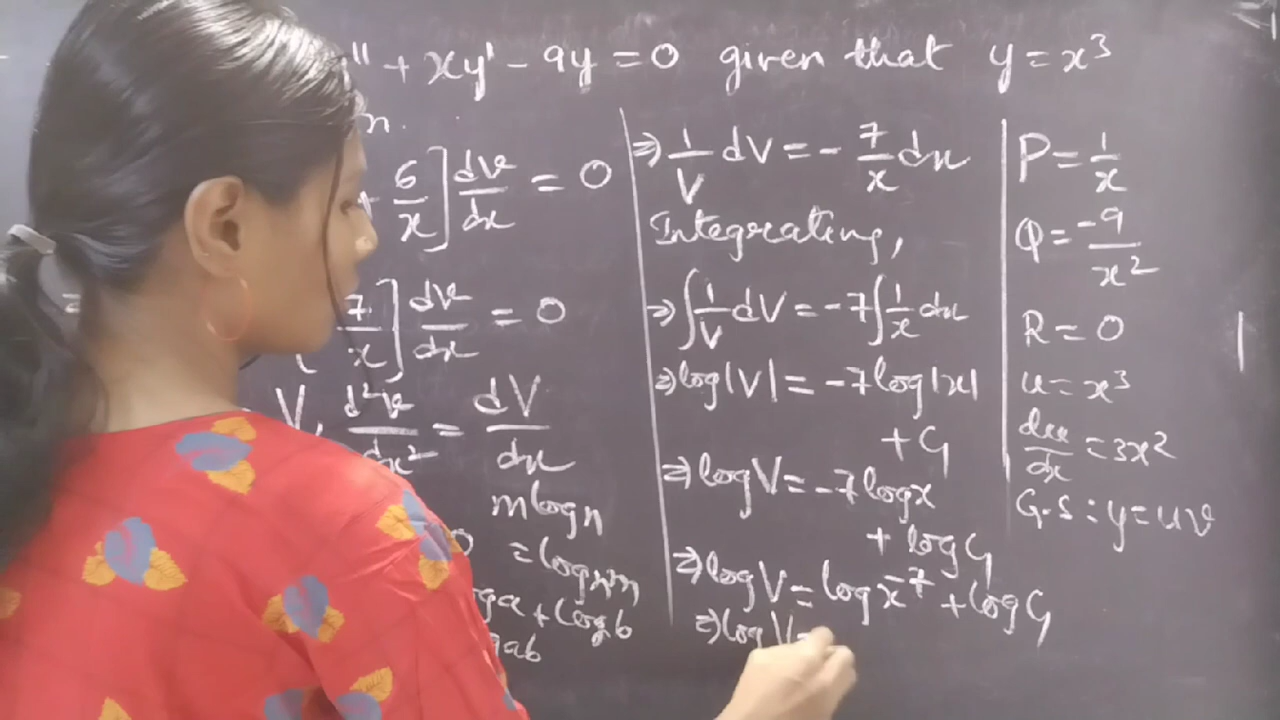 '' + xy' - 9y = 0 given that y = x³
n.
6/x] dv/dx = 0
7/x] dv/dx = 0
V, d²v/dx² = dV/dx
m log n
= log n^m
log b
ab
⇒ 1/V dV = - 7/x dx
Integrating,
⇒ ∫ 1/V dV = -7 ∫ 1/x dx
⇒ log|V| = -7 log|x|
+ C₁
⇒ log V = -7 log x
+ log C₁
⇒ log V = log x⁻⁷ + log C₁
⇒ log V =
P = 1/x
Q = -9/x²
R = 0
u = x³
du/dx = 3x²
G.S : y = uv